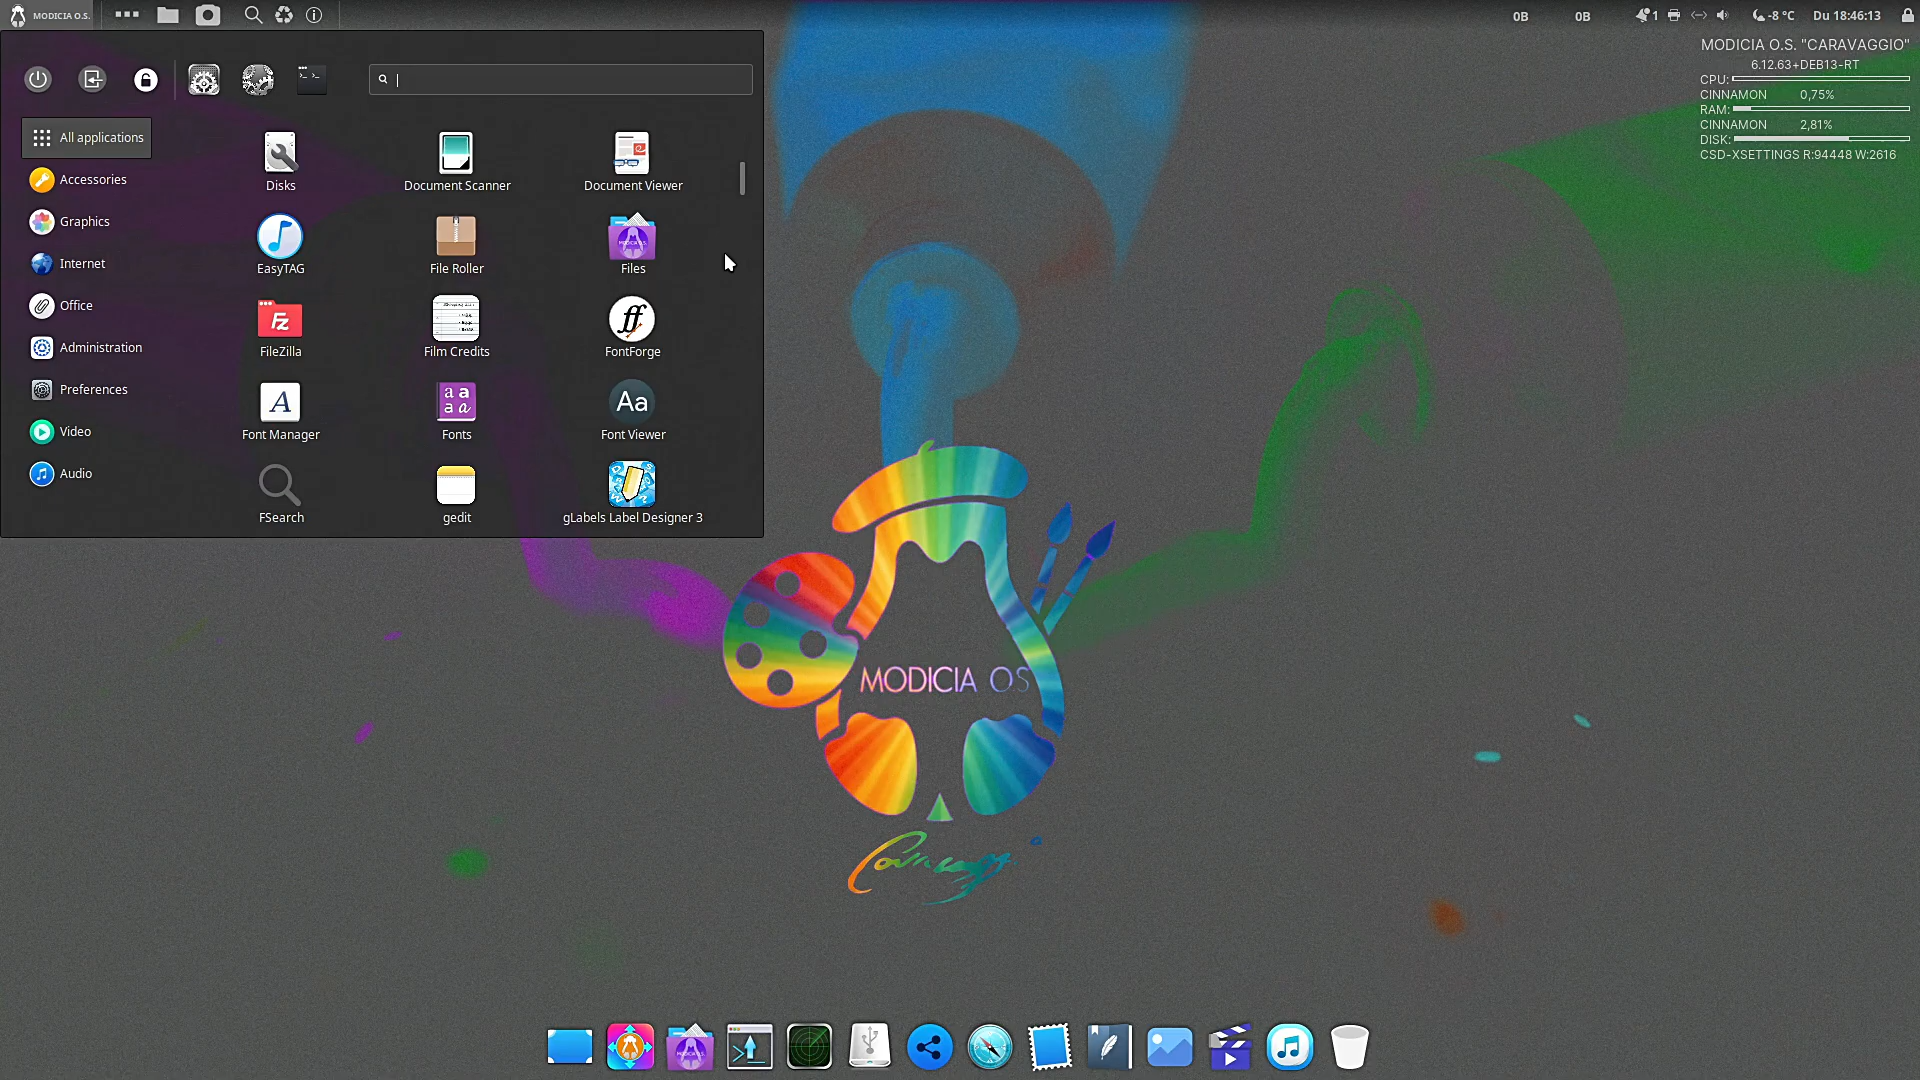 MODICIA O.S.
0B
0B
1
-8 °C
Du 18:46:13
MODICIA O.S. "CARAVAGGIO"
6.12.63+DEB13-RT
CPU:
CINNAMON 0,75%
RAM:
CINNAMON 2,81%
DISK:
CSD-XSETTINGS R:94448 W:2616
All applications
Accessories
Graphics
Internet
Office
Administration
Preferences
Video
Audio
Disks
Document Scanner
Document Viewer
EasyTAG
File Roller
Files
FileZilla
Film Credits
FontForge
Font Manager
Fonts
Font Viewer
FSearch
gedit
gLabels Label Designer 3
MODICIA OS